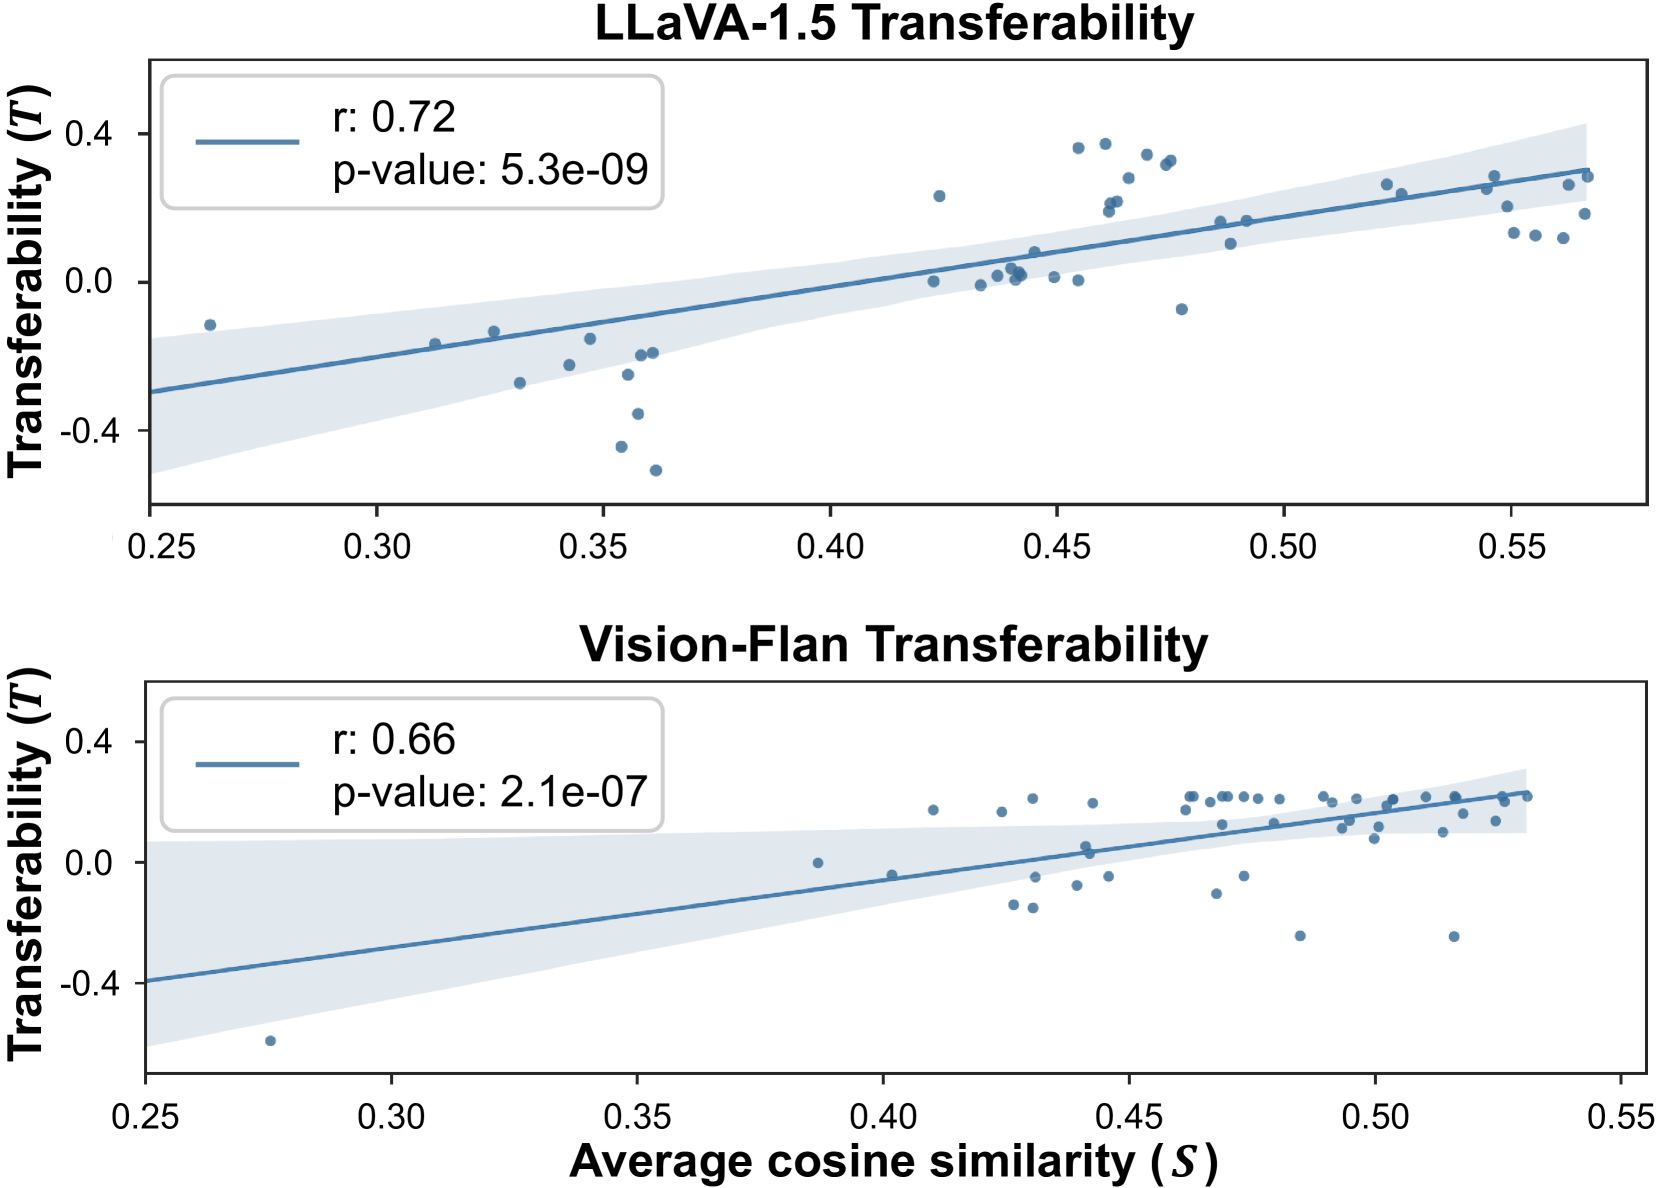 LLaVA-1.5 Transferability
Transferability (T)
0.4
0.0
-0.4
r: 0.72
p-value: 5.3e-09
0.25 0.30 0.35 0.40 0.45 0.50 0.55
Vision-Flan Transferability
Transferability (T)
0.4
0.0
-0.4
r: 0.66
p-value: 2.1e-07
0.25 0.30 0.35 0.40 0.45 0.50 0.55
Average cosine similarity (S)